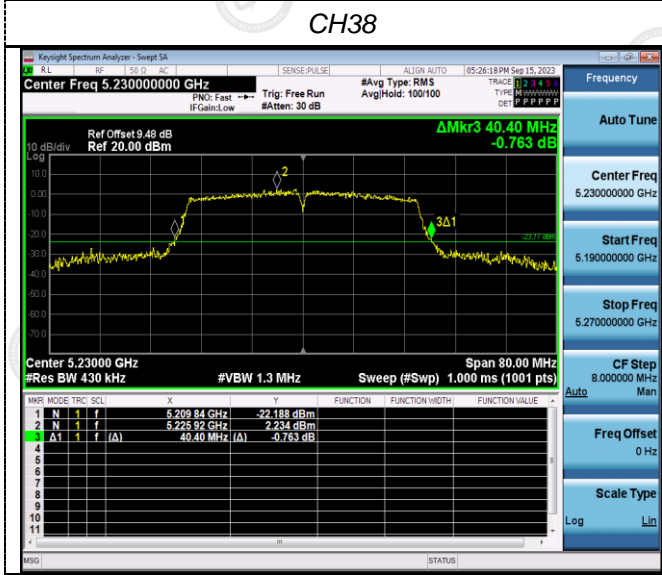 CH38
Keysight Spectrum Analyzer - Swept SA
RL RF 50 Ω AC SENSE:PULSE ALIGN AUTO 05:26:18 PM Sep 15, 2023
Center Freq 5.230000000 GHz
PNO: Fast Trig: Free Run #Avg Type: RMS TRACE 1 2 3 4 5 6
IFGain:Low #Atten: 30 dB Avg|Hold: 100/100 TYPE M WWWWW
DET P P P P P P
Ref Offset 9.48 dB ΔMkr3 40.40 MHz
10 dB/div Ref 20.00 dBm -0.763 dB
Log
10.0
0.00
-10.0
-20.0
-30.0
-40.0
-50.0
-60.0
-70.0
2
3Δ1
-23.77 dBm
Center 5.23000 GHz Span 80.00 MHz
#Res BW 430 kHz #VBW 1.3 MHz Sweep (#Swp) 1.000 ms (1001 pts)
MKR MODE TRC SCL X Y FUNCTION FUNCTION WIDTH FUNCTION VALUE
1 N 1 f 5.209 84 GHz -22.188 dBm
2 N 1 f 5.225 92 GHz 2.234 dBm
3 Δ1 1 f (Δ) 40.40 MHz (Δ) -0.763 dB
4
5
6
7
8
9
10
11
MSG STATUS
Frequency
Auto Tune
Center Freq
5.230000000 GHz
Start Freq
5.190000000 GHz
Stop Freq
5.270000000 GHz
CF Step
8.000000 MHz
Auto Man
Freq Offset
0 Hz
Scale Type
Log Lin